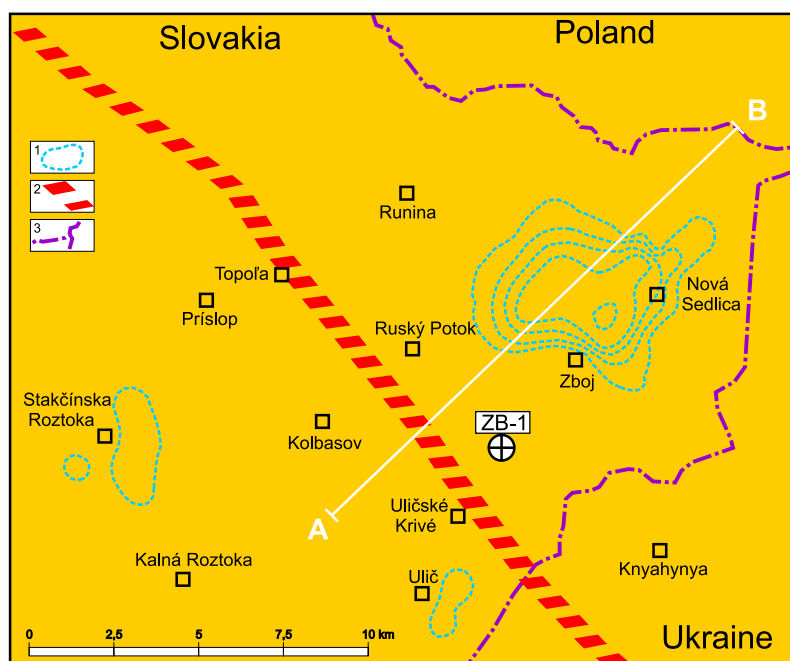 Slovakia
Poland
B
1
2
3
Runina
Topoľa
Príslop
Nová
Sedlica
Ruský Potok
Zboj
Stakčínska
Roztoka
ZB-1
Kolbasov
A
Uličské
Krivé
Kalná Roztoka
Ulič
Knyahynya
Ukraine
0 2,5 5 7,5 10 km